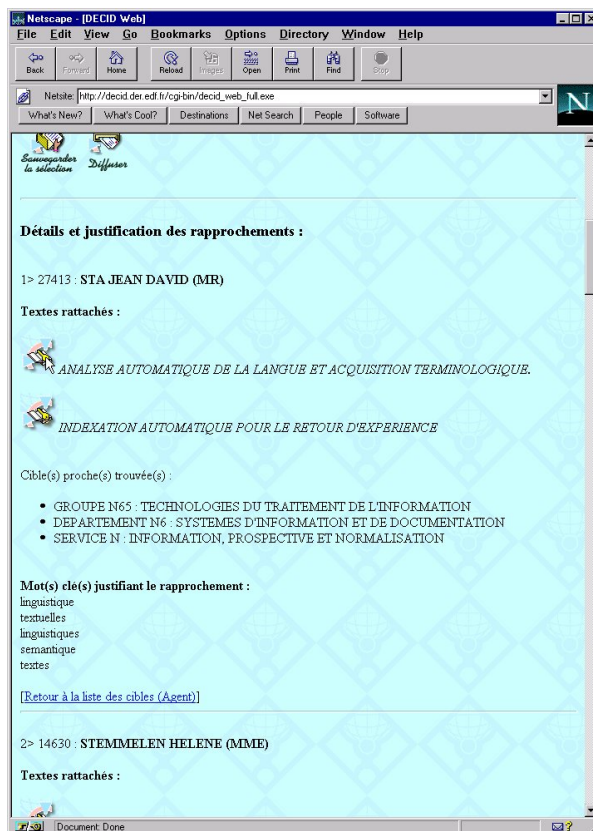 Netscape - [DECID Web]
File Edit View Go Bookmarks Options Directory Window Help
Back Forward Home Reload Images Open Print Find Stop
Netsite: http://decid.der.edf.fr/cgi-bin/decid_web_full.exe
N
What's New? What's Cool? Destinations Net Search People Software
Sauvegarder la sélection
Diffuser
Détails et justification des rapprochements :
1> 27413 : STA JEAN DAVID (MR)
Textes rattachés :
ANALYSE AUTOMATIQUE DE LA LANGUE ET ACQUISITION TERMINOLOGIQUE.
INDEXATION AUTOMATIQUE POUR LE RETOUR D'EXPERIENCE
Cible(s) proche(s) trouvée(s) :
• GROUPE N65 : TECHNOLOGIES DU TRAITEMENT DE L'INFORMATION
• DEPARTEMENT N6 : SYSTEMES D'INFORMATION ET DE DOCUMENTATION
• SERVICE N : INFORMATION, PROSPECTIVE ET NORMALISATION
Mot(s) clé(s) justifiant le rapprochement :
linguistique
textuelles
linguistiques
semantique
textes
[Retour à la liste des cibles (Agent)]
2> 14630 : STEMMELEN HELENE (MME)
Textes rattachés :
Document: Done